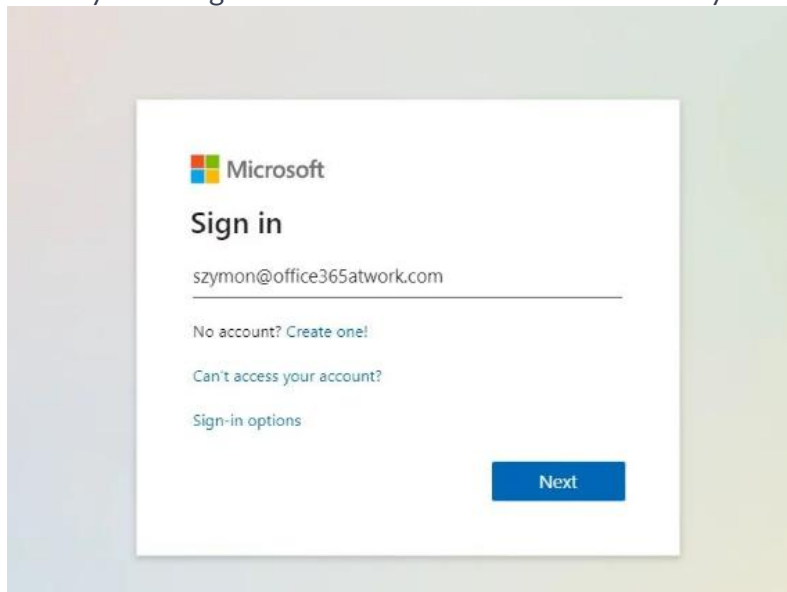 Microsoft
Sign in
szymon@office365atwork.com
No account? Create one!
Can't access your account?
Sign-in options
Next